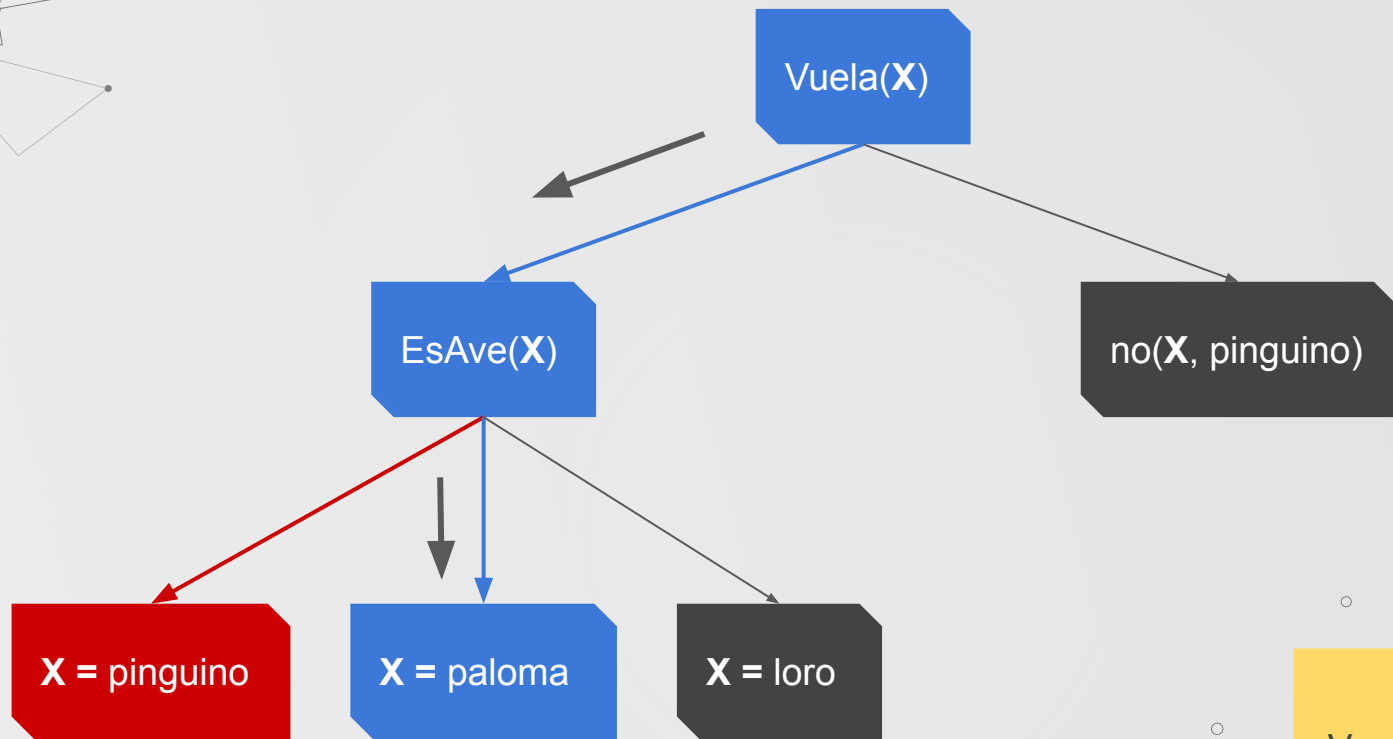 Vuela(X)
EsAve(X)
no(X, pinguino)
X = pinguino
X = paloma
X = loro